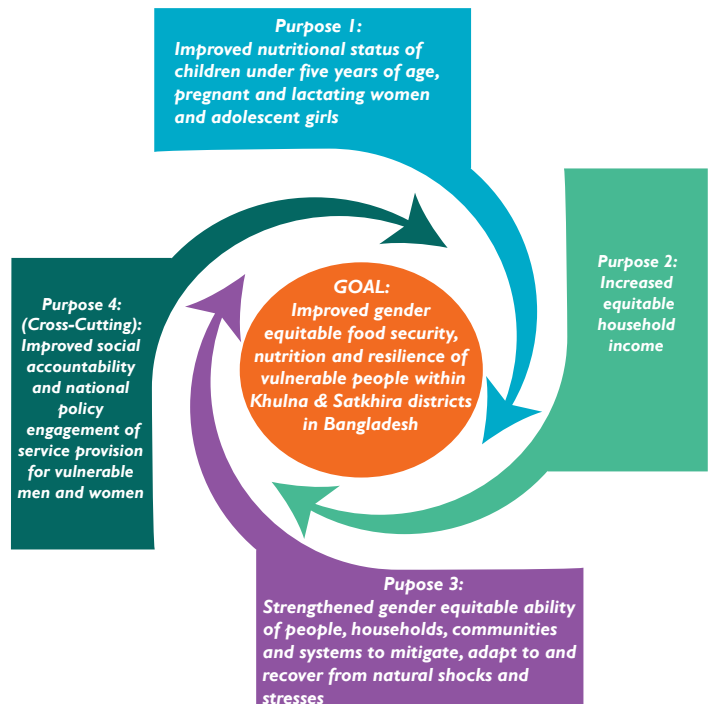 Purpose 1:
Improved nutritional status of
children under five years of age,
pregnant and lactating women
and adolescent girls
Purpose 2:
Increased
equitable
household
income
GOAL:
Improved gender
equitable food security,
nutrition and resilience of
vulnerable people within
Khulna & Satkhira districts
in Bangladesh
Purpose 4:
(Cross-Cutting):
Improved social
accountability
and national
policy
engagement of
service provision
for vulnerable
men and women
Pupose 3:
Strengthened gender equitable ability
of people, households, communities
and systems to mitigate, adapt to and
recover from natural shocks and
stresses